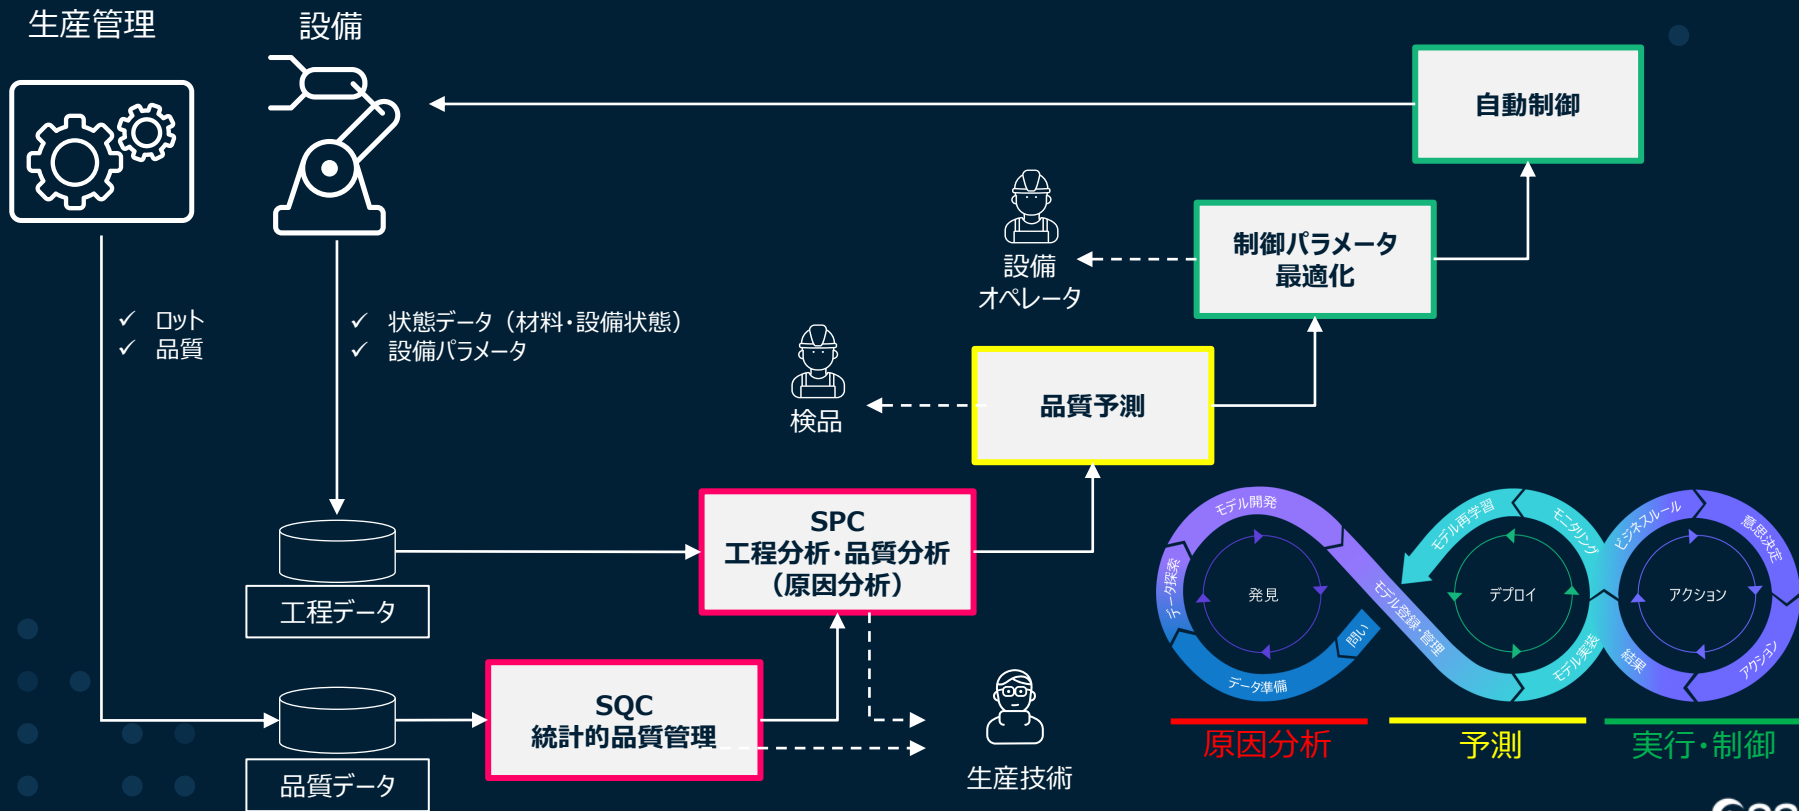 生産管理
設備
自動制御
制御パラメータ
最適化
設備
オペレータ
✓ ロット
✓ 品質
✓ 状態データ（材料・設備状態）
✓ 設備パラメータ
検品
品質予測
SPC
工程分析・品質分析
（原因分析）
工程データ
SQC
統計的品質管理
品質データ
生産技術
モデル開発
データ探索
発見
問い
データ準備
モデル登録・管理
モデル再学習
モニタリング
デプロイ
モデル実装
ビジネスルール
意思決定
アクション
結果
アクション
原因分析
予測
実行・制御